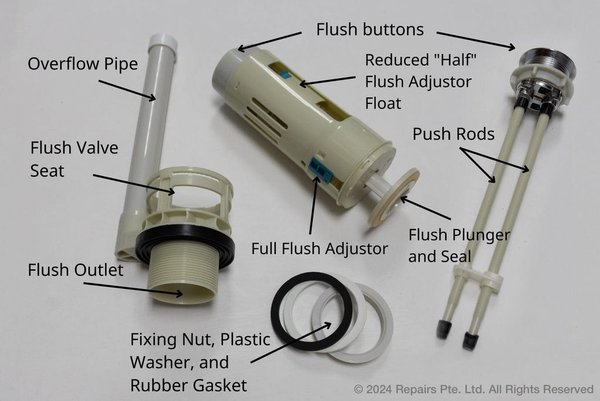 Flush buttons
Overflow Pipe
Reduced "Half"
Flush Adjustor
Float
Push Rods
Flush Valve
Seat
Full Flush Adjustor
Flush Plunger
and Seal
Flush Outlet
Fixing Nut, Plastic
Washer, and
Rubber Gasket
© 2024 Repairs Pte. Ltd. All Rights Reserved